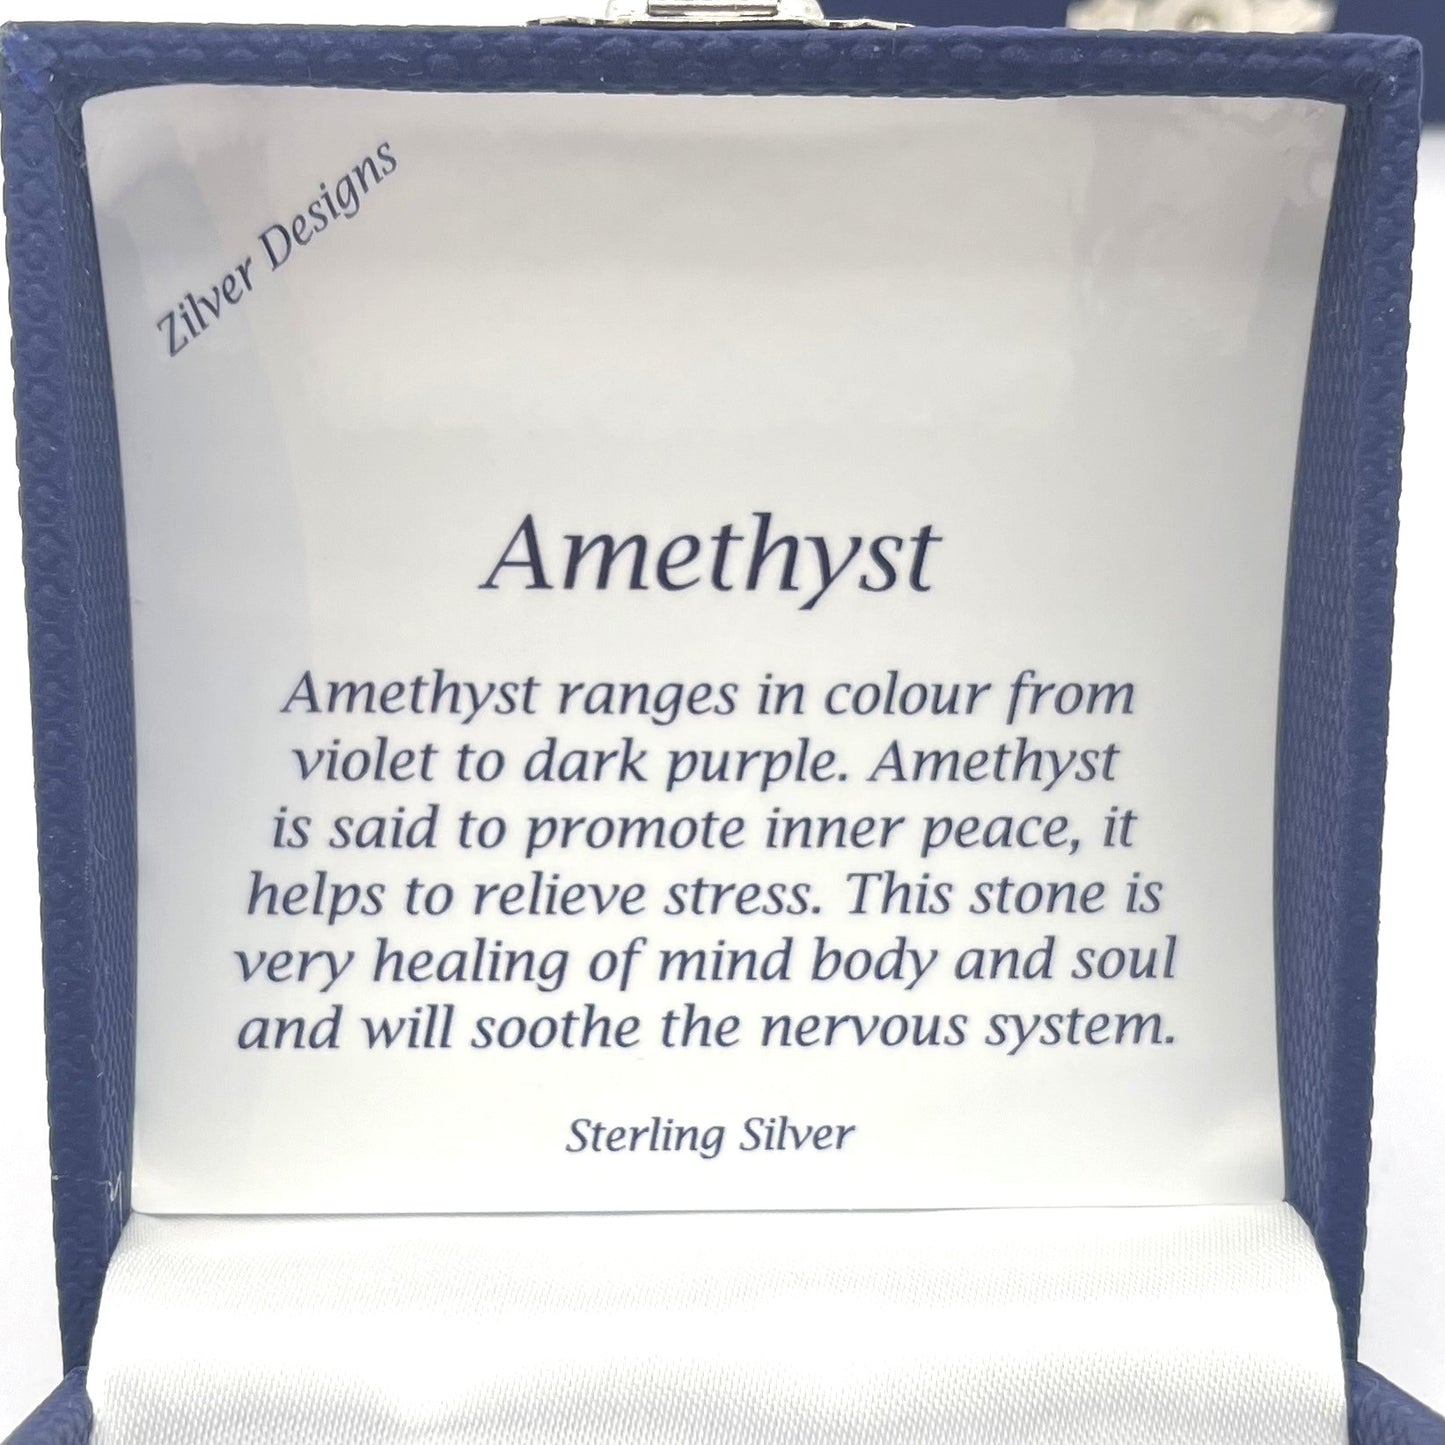 Zilver Designs
Amethyst
Amethyst ranges in colour from
violet to dark purple. Amethyst
is said to promote inner peace, it
helps to relieve stress. This stone is
very healing of mind body and soul
and will soothe the nervous system.
Sterling Silver